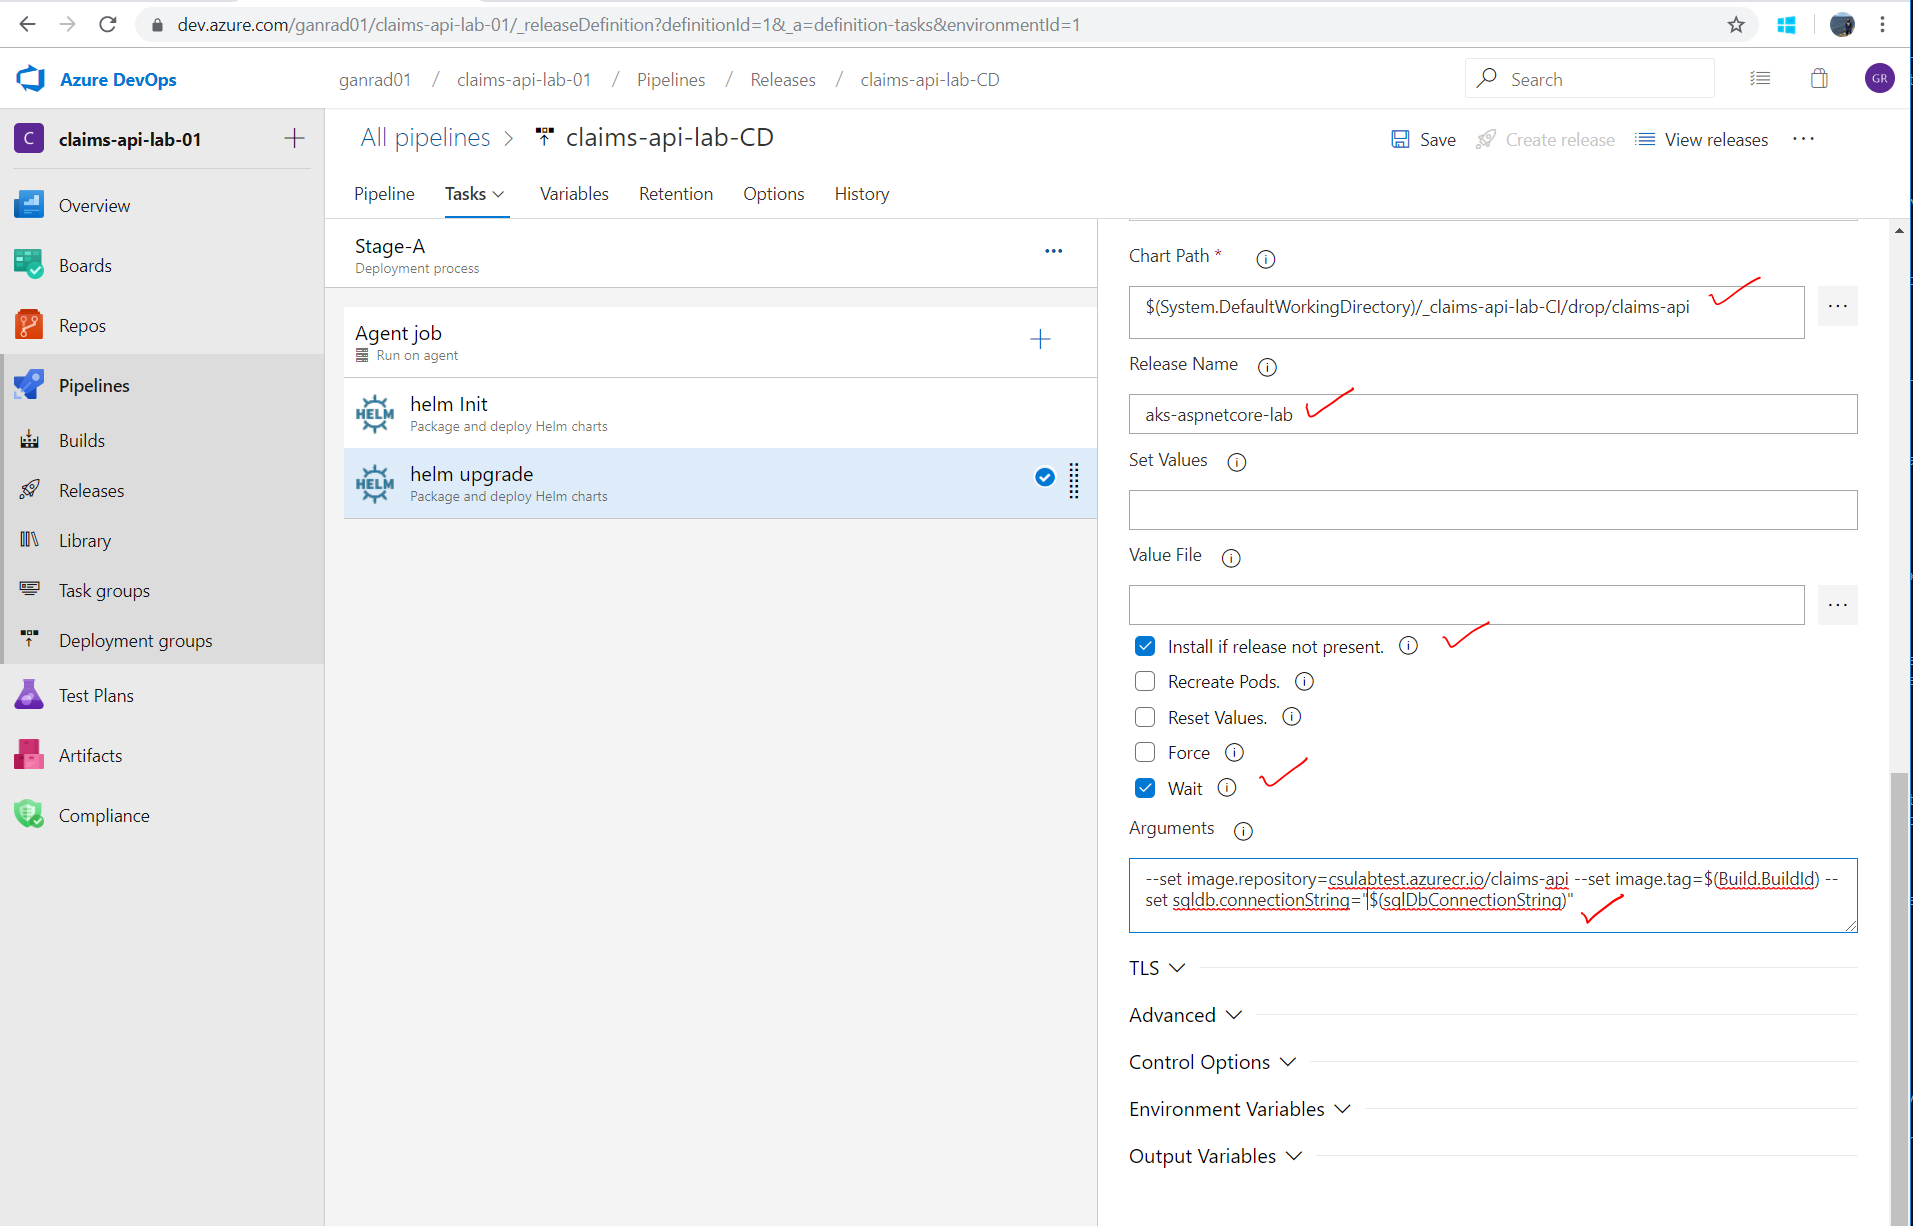 dev.azure.com/ganrad01/claims-api-lab-01/_releaseDefinition?definitionId=1&_a=definition-tasks&environmentId=1
Azure DevOps
ganrad01 / claims-api-lab-01 / Pipelines / Releases / claims-api-lab-CD
Search
GR
C claims-api-lab-01
Overview
Boards
Repos
Pipelines
Builds
Releases
Library
Task groups
Deployment groups
Test Plans
Artifacts
Compliance
All pipelines > claims-api-lab-CD
Save Create release View releases ...
Pipeline Tasks Variables Retention Options History
Stage-A
Deployment process
Agent job
Run on agent
HELM helm Init
Package and deploy Helm charts
HELM helm upgrade
Package and deploy Helm charts
Chart Path *
$(System.DefaultWorkingDirectory)/_claims-api-lab-CI/drop/claims-api
Release Name
aks-aspnetcore-lab
Set Values
Value File
Install if release not present.
Recreate Pods.
Reset Values.
Force
Wait
Arguments
--set image.repository=csulabtest.azurecr.io/claims-api --set image.tag=$(Build.BuildId) --
set sqldb.connectionString="$(sqlDbConnectionString)"
TLS
Advanced
Control Options
Environment Variables
Output Variables